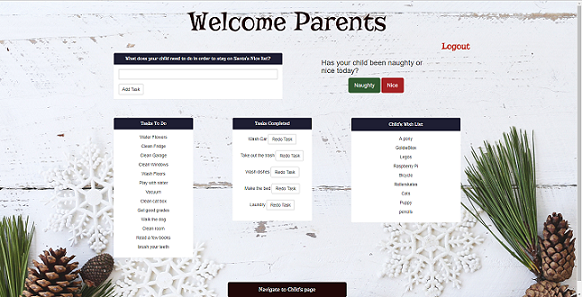 Welcome Parents
Logout
What does your child need to do in order to stay on Santa's Nice list?
Add Task
Has your child been naughty or
nice today?
Naughty
Nice
Tasks To Do
Water Flowers
Clean Fridge
Clean Garage
Clean Windows
Wash Floors
Play with sister
Vacuum
Clean cat box
Get good grades
Walk the dog
Clean room
Read a few books
Brush your teeth
Tasks Completed
Wash Car Redo Task
Take out the trash Redo Task
Wash dishes Redo Task
Make the bed Redo Task
Laundry Redo Task
Child's Wish List
A pony
Legos
Raspberry PI
Bicycle
Cats
Puppy
Navigate to Child's page